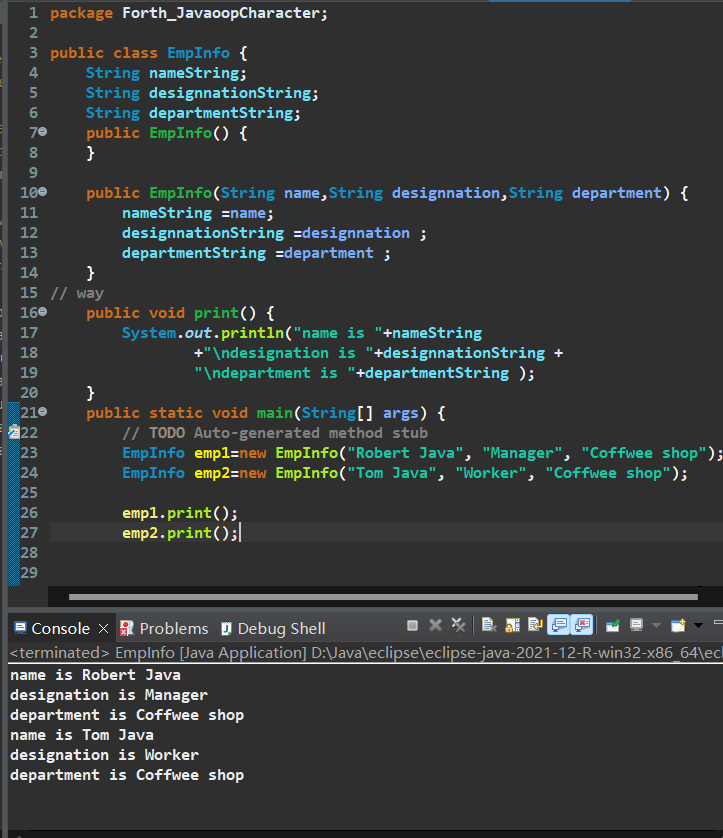 1 package Forth_JavaoopCharacter;
2
3 public class EmpInfo {
4 String nameString;
5 String designnationString;
6 String departmentString;
7 public EmpInfo() {
8 }
9
10 public EmpInfo(String name,String designnation,String department) {
11 nameString =name;
12 designnationString =designnation ;
13 departmentString =department ;
14 }
15 // way
16 public void print() {
17 System.out.println("name is "+nameString
18 +"\ndesignation is "+designnationString +
19 "\ndepartment is "+departmentString );
20 }
21 public static void main(String[] args) {
22 // TODO Auto-generated method stub
23 EmpInfo emp1=new EmpInfo("Robert Java", "Manager", "Coffwee shop");
24 EmpInfo emp2=new EmpInfo("Tom Java", "Worker", "Coffwee shop");
25
26 emp1.print();
27 emp2.print();
28
29
Console Problems Debug Shell
<terminated> EmpInfo [Java Application] D:\Java\eclipse\eclipse-java-2021-12-R-win32-x86_64\ecl
name is Robert Java
designation is Manager
department is Coffwee shop
name is Tom Java
designation is Worker
department is Coffwee shop